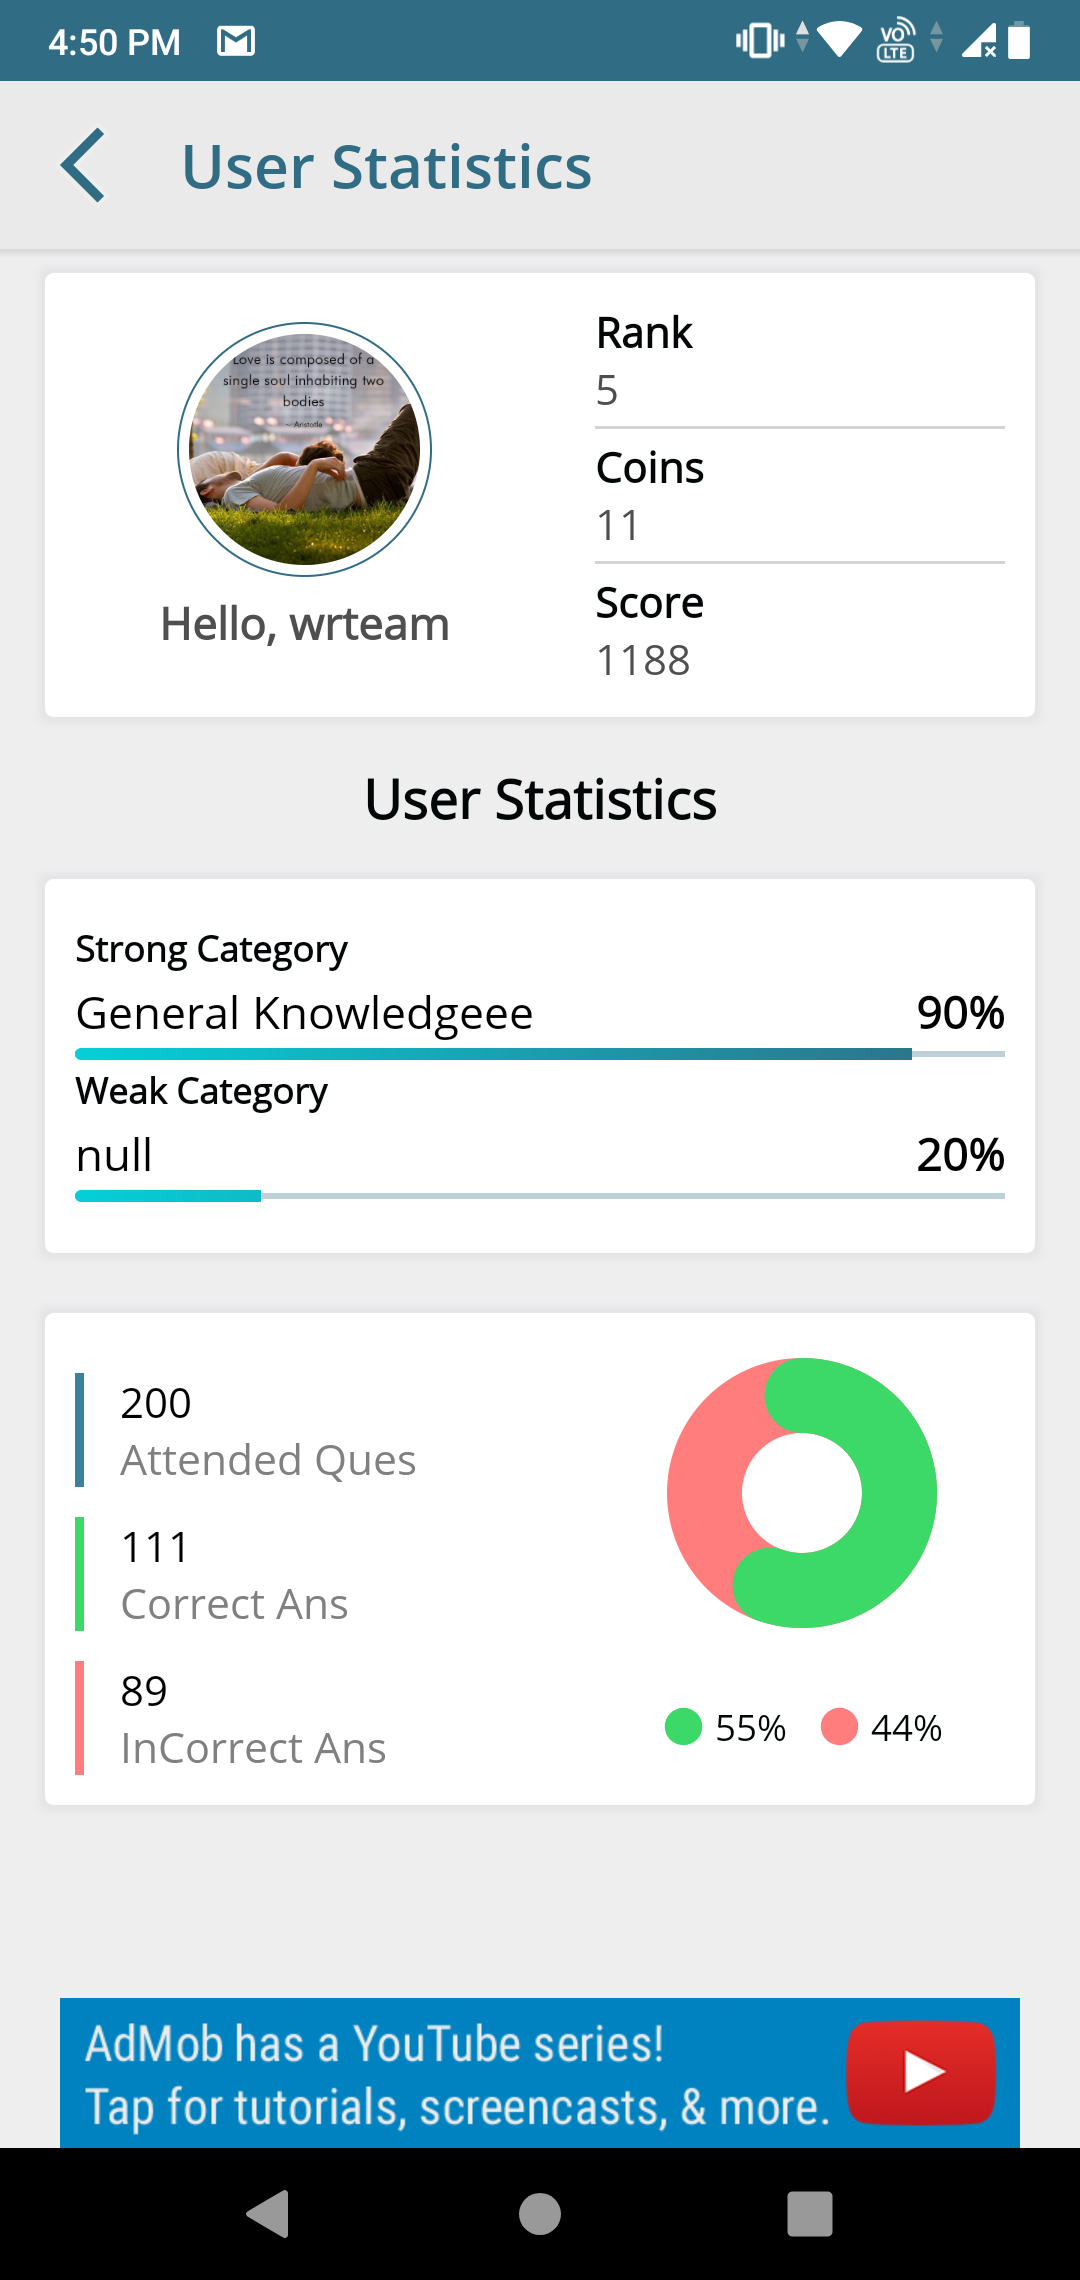 4:50 PM
VO
LTE
User Statistics
Love is composed of a
single soul inhabiting two
bodies
~ Aristotle
Hello, wrteam
Rank
5
Coins
11
Score
1188
User Statistics
Strong Category
General Knowledgeee 90%
Weak Category
null 20%
200
Attended Ques
111
Correct Ans
89
InCorrect Ans
55% 44%
AdMob has a YouTube series!
Tap for tutorials, screencasts, & more.